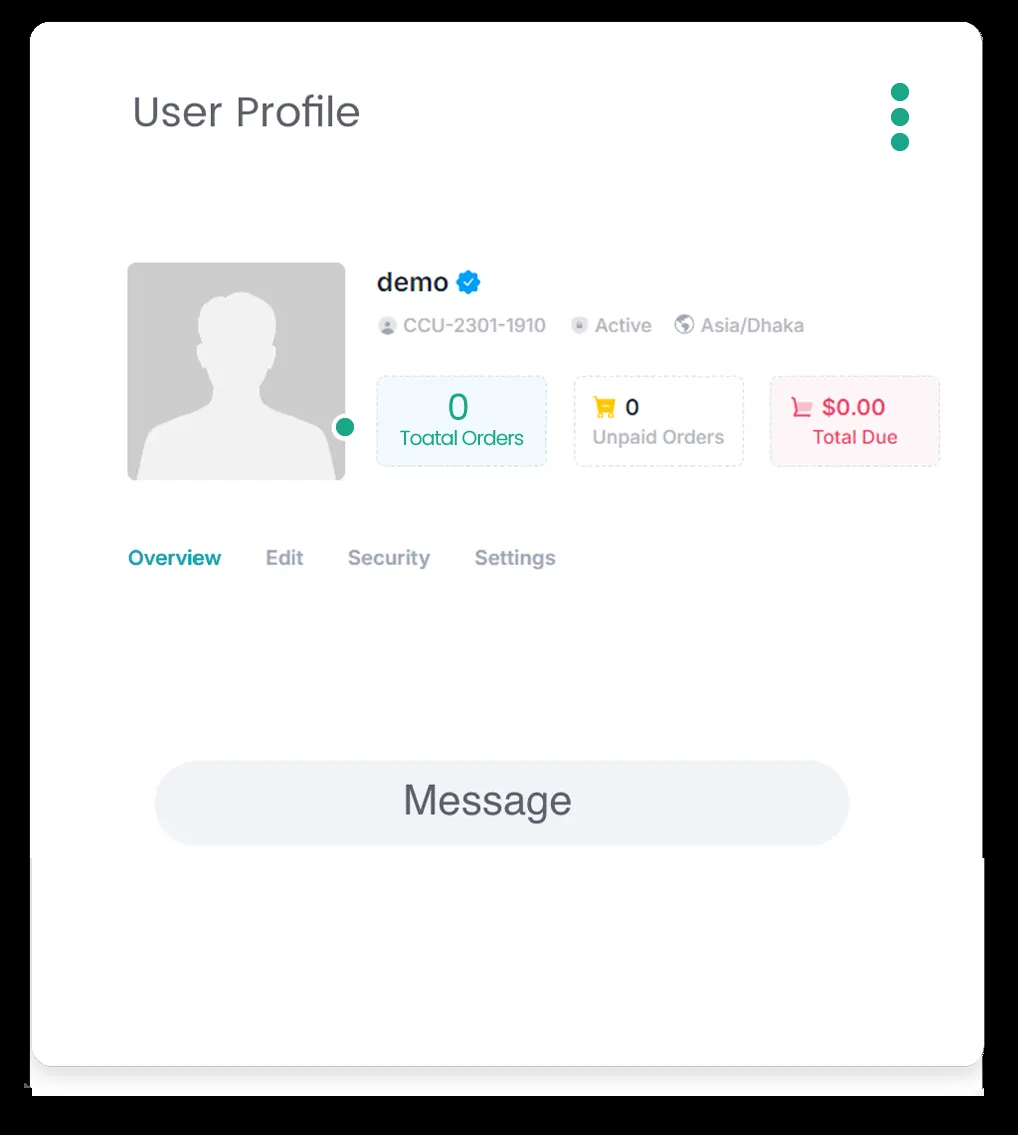 User Profile
demo
CCU-2301-1910 Active Asia/Dhaka
0 0 $0.00
Toatal Orders Unpaid Orders Total Due
Overview Edit Security Settings
Message